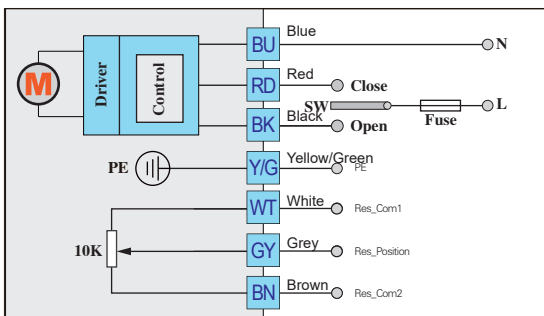 BU Blue N
M Driver Control
RD Red Close
SW L
BK Black Open Fuse
PE Y/G Yellow/Green PE
WT White Res_Com1
10K GY Grey Res_Position
BN Brown Res_Com2